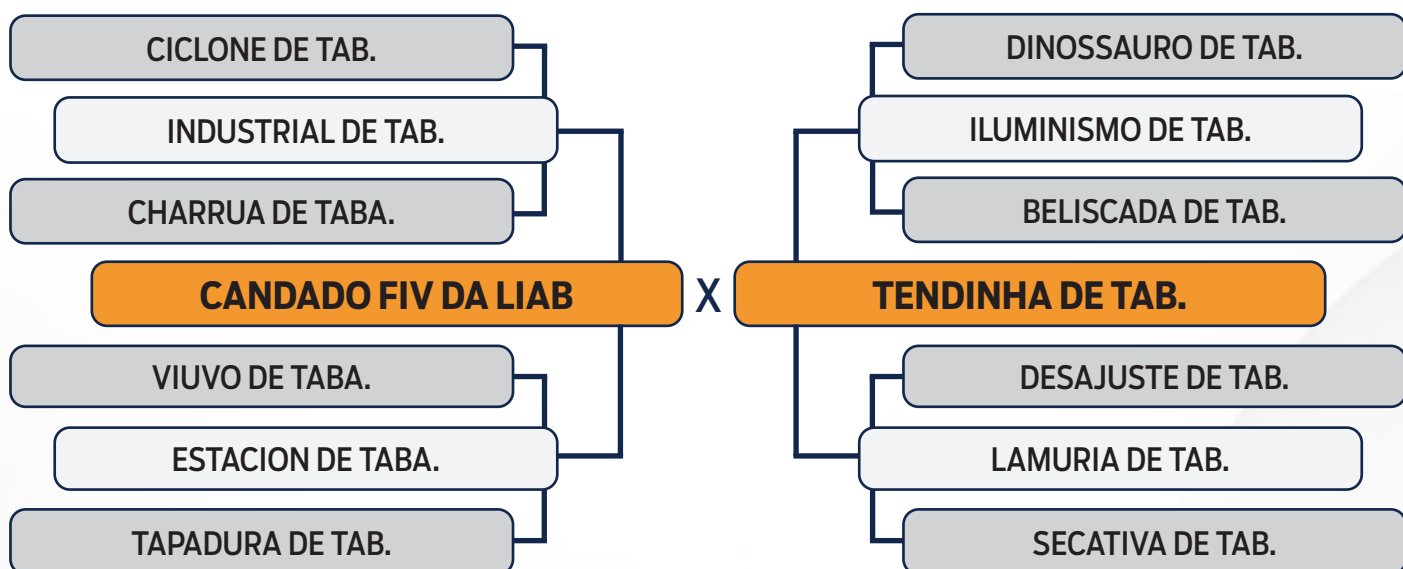 CICLONE DE TAB.
INDUSTRIAL DE TAB.
CHARRUA DE TABA.
CANDADO FIV DA LIAB
VIUVO DE TABA.
ESTACION DE TABA.
TAPADURA DE TAB.
X
DINOSSAURO DE TAB.
ILUMINISMO DE TAB.
BELISCADA DE TAB.
TENDINHA DE TAB.
DESAJUSTE DE TAB.
LAMURIA DE TAB.
SECATIVA DE TAB.